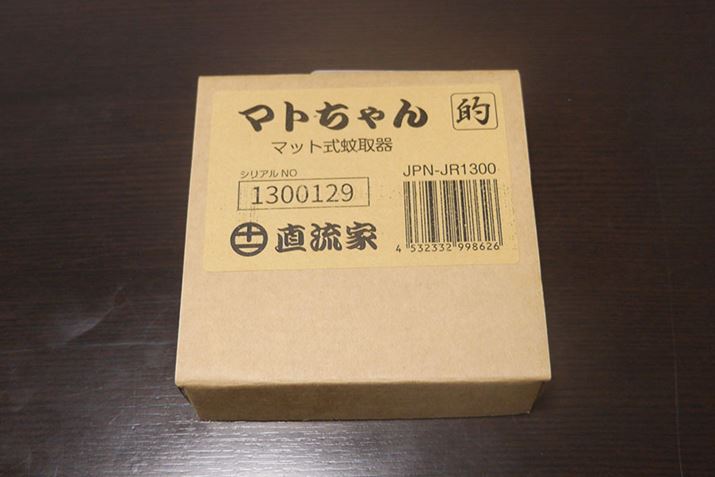 マトちゃん 的
マット式蚊取器
シリアルNO
1300129
JPN-JR1300
4 532332 998626
直流家